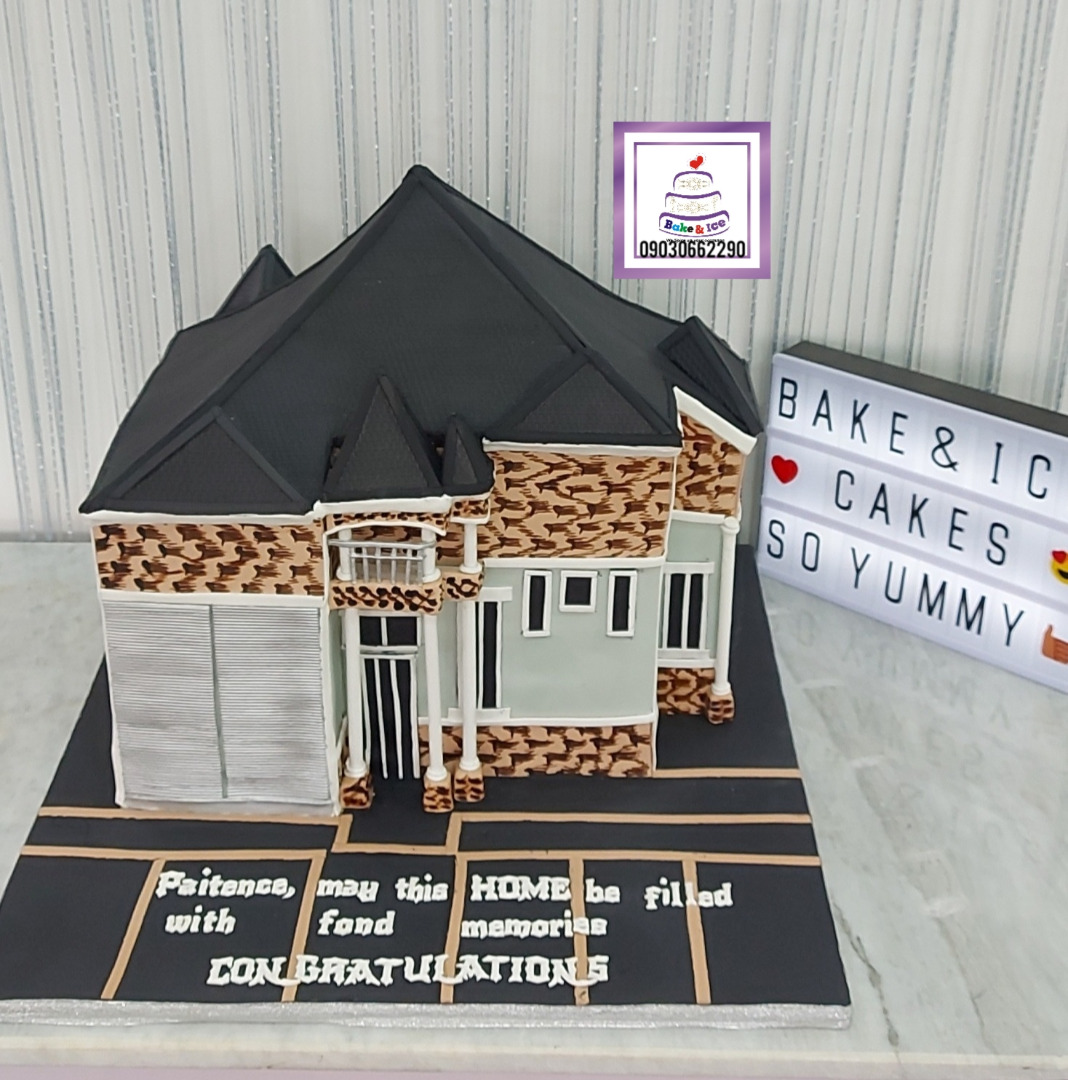 Bake & Ice
09030662290
BAKE & IC
CAKES
SO YUMMY
Paitence, may this HOME be filled
with fond memories
CONGRATULATIONS